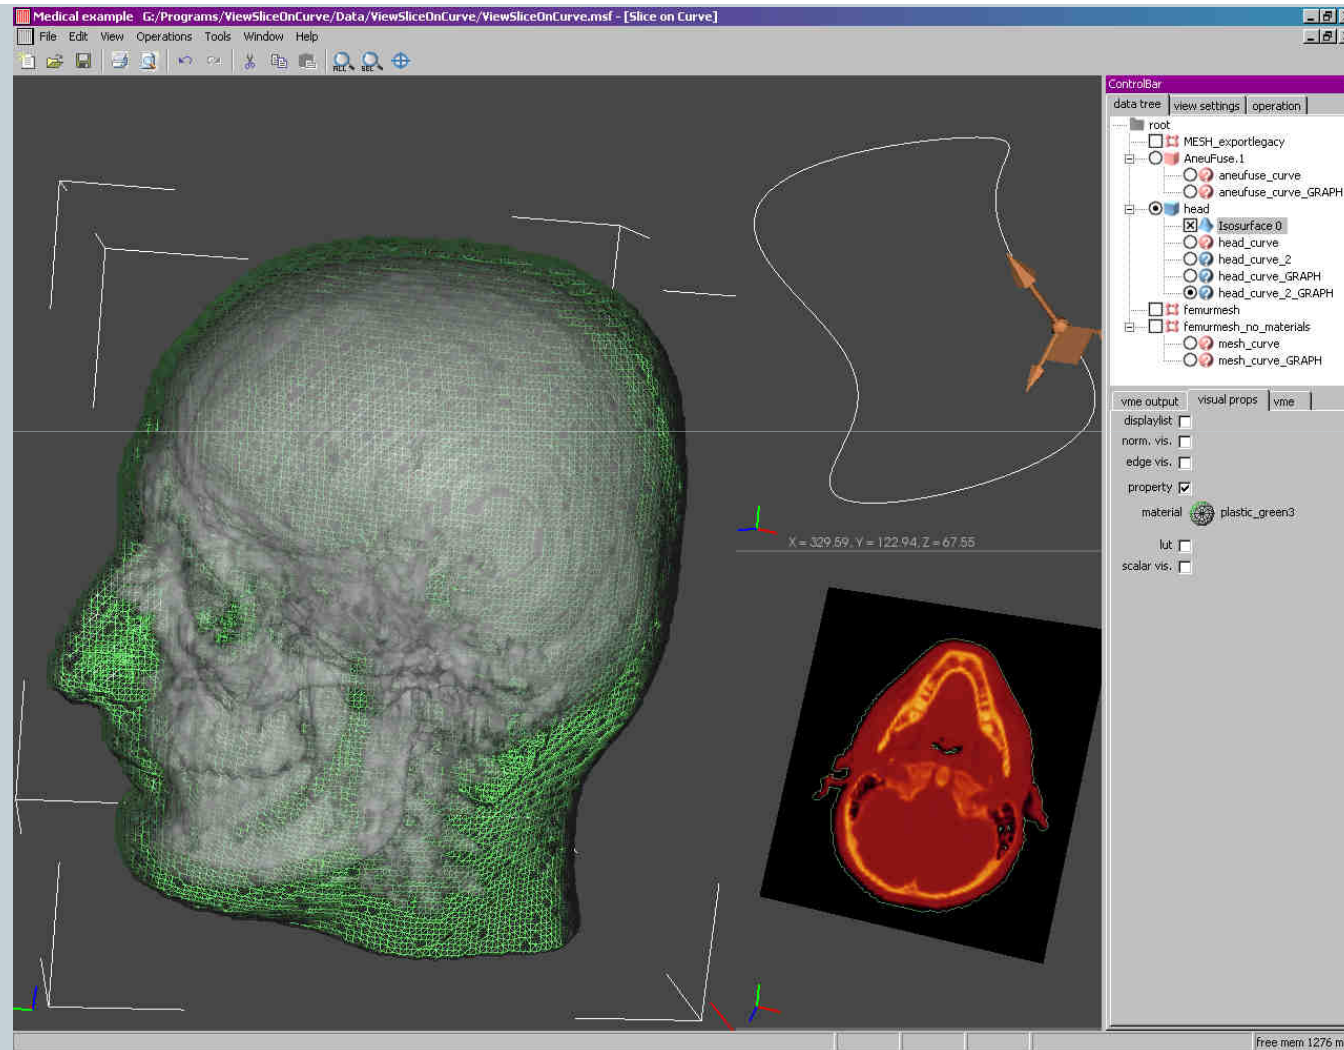 Medical example G:/Programs/ViewSliceOnCurve/Data/ViewSliceOnCurve/ViewSliceOnCurve.msf - [Slice on Curve]
File Edit View Operations Tools Window Help
ALL SEL
ControlBar
data tree view settings operation
root
MESH_exportlegacy
AneuFuse.1
aneufuse_curve
aneufuse_curve_GRAPH
head
Isosurface 0
head_curve
head_curve_2
head_curve_GRAPH
head_curve_2_GRAPH
femurmesh
femurmesh_no_materials
mesh_curve
mesh_curve_GRAPH
vme output visual props vme
displaylist
norm. vis.
edge vis.
property
material plastic_green3
lut
scalar vis.
X = 329.59, Y = 122.94, Z = 67.55
free mem 1276 m